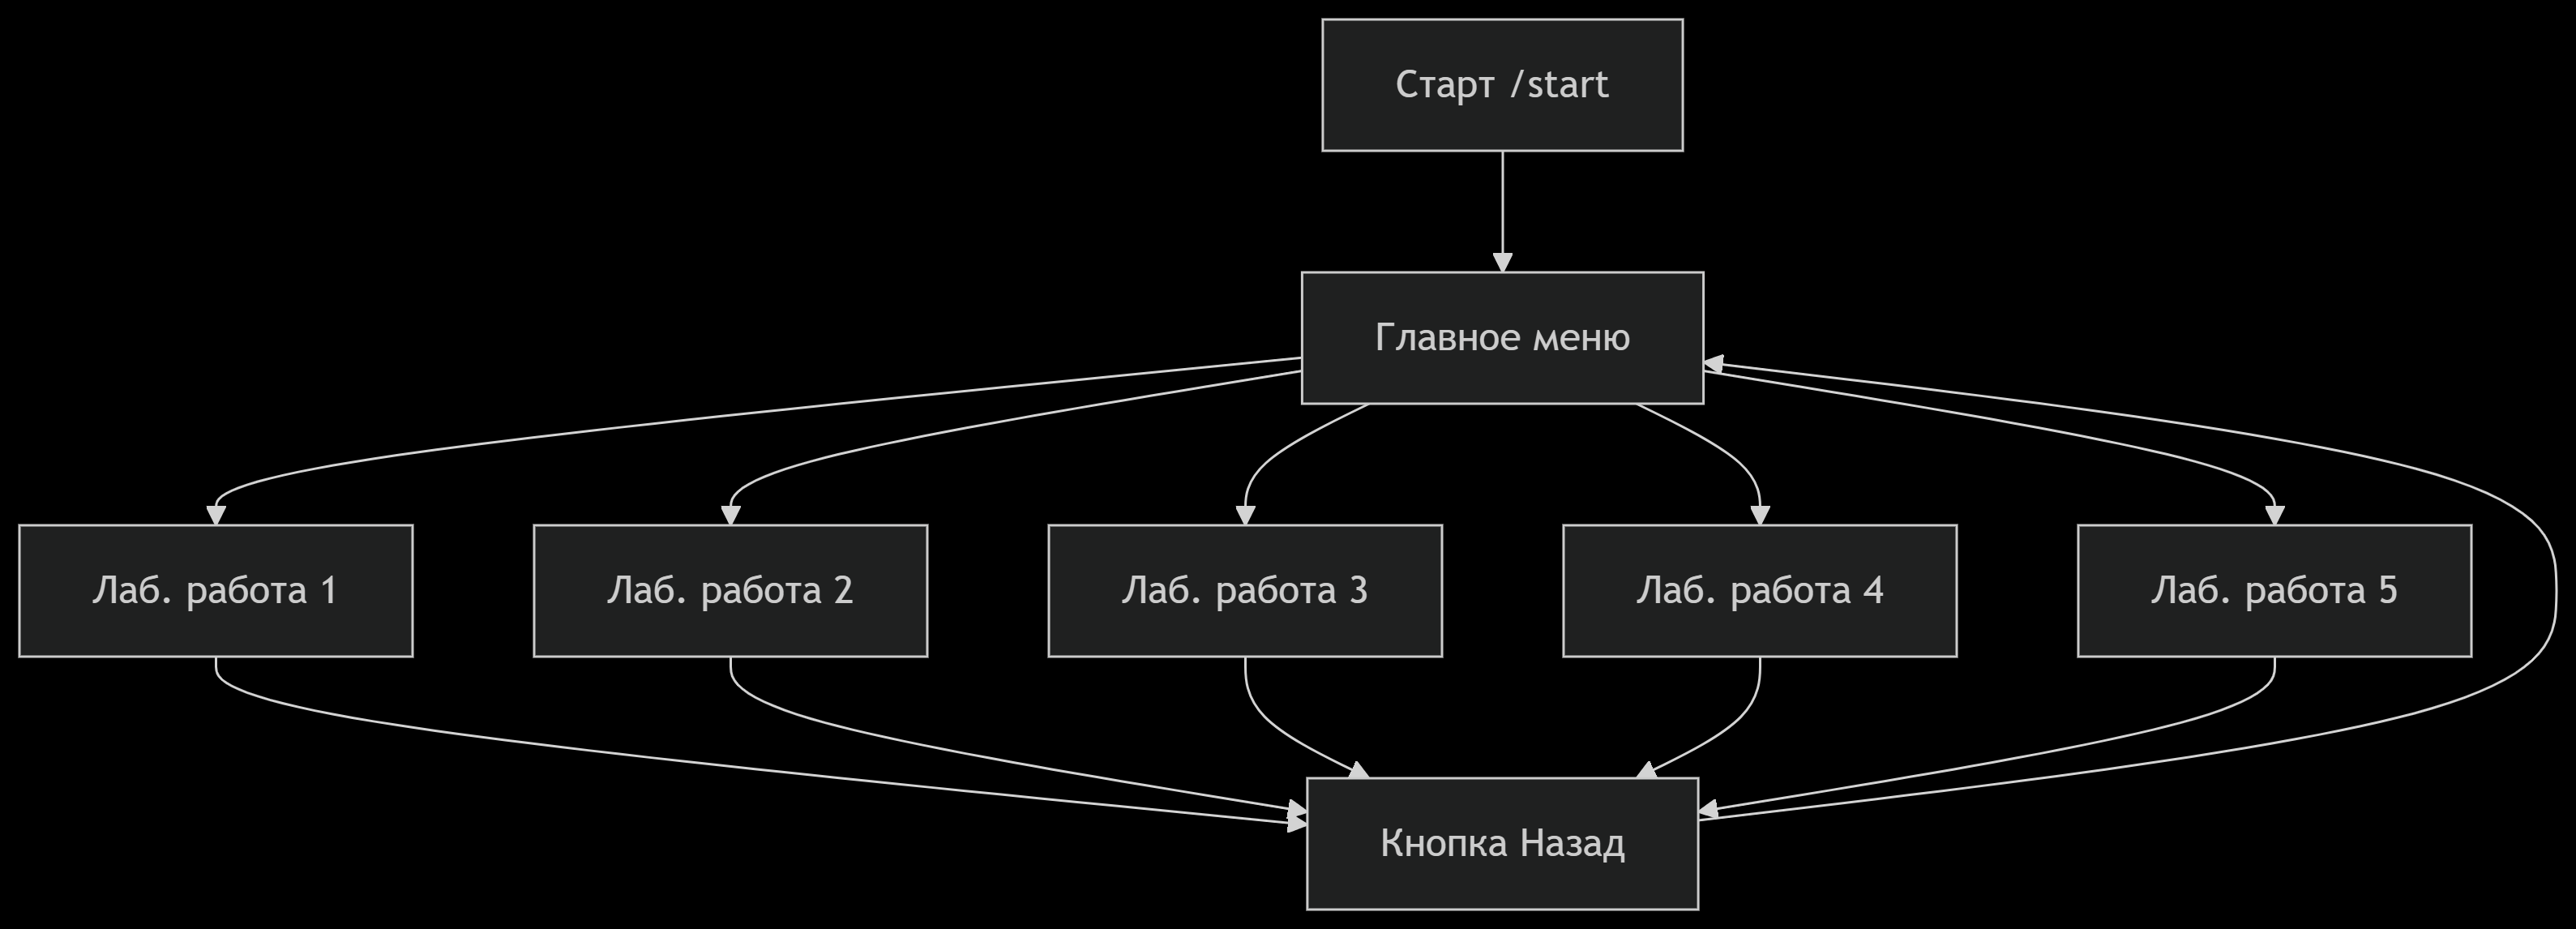 Старт /start
Главное меню
Лаб. работа 1
Лаб. работа 2
Лаб. работа 3
Лаб. работа 4
Лаб. работа 5
Кнопка Назад